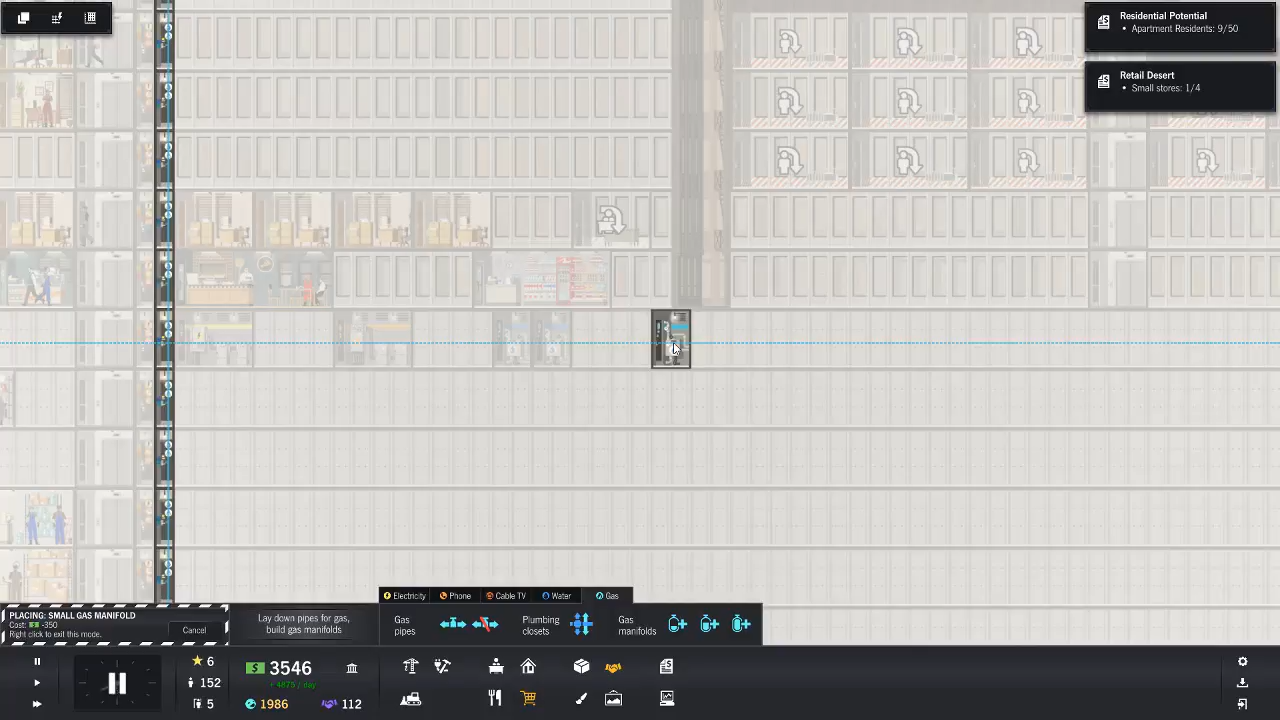 Residential Potential
• Apartment Residents: 9/50
Retail Desert
• Small stores: 1/4
Electricity
Phone
Cable TV
Water
Gas
PLACING: SMALL GAS MANIFOLD
Cost: $ -350
Right click to exit this mode.
Cancel
Lay down pipes for gas,
build gas manifolds
Gas
pipes
Plumbing
closets
Gas
manifolds
6
152
5
$ 3546
+ 4875 / day
1986
112